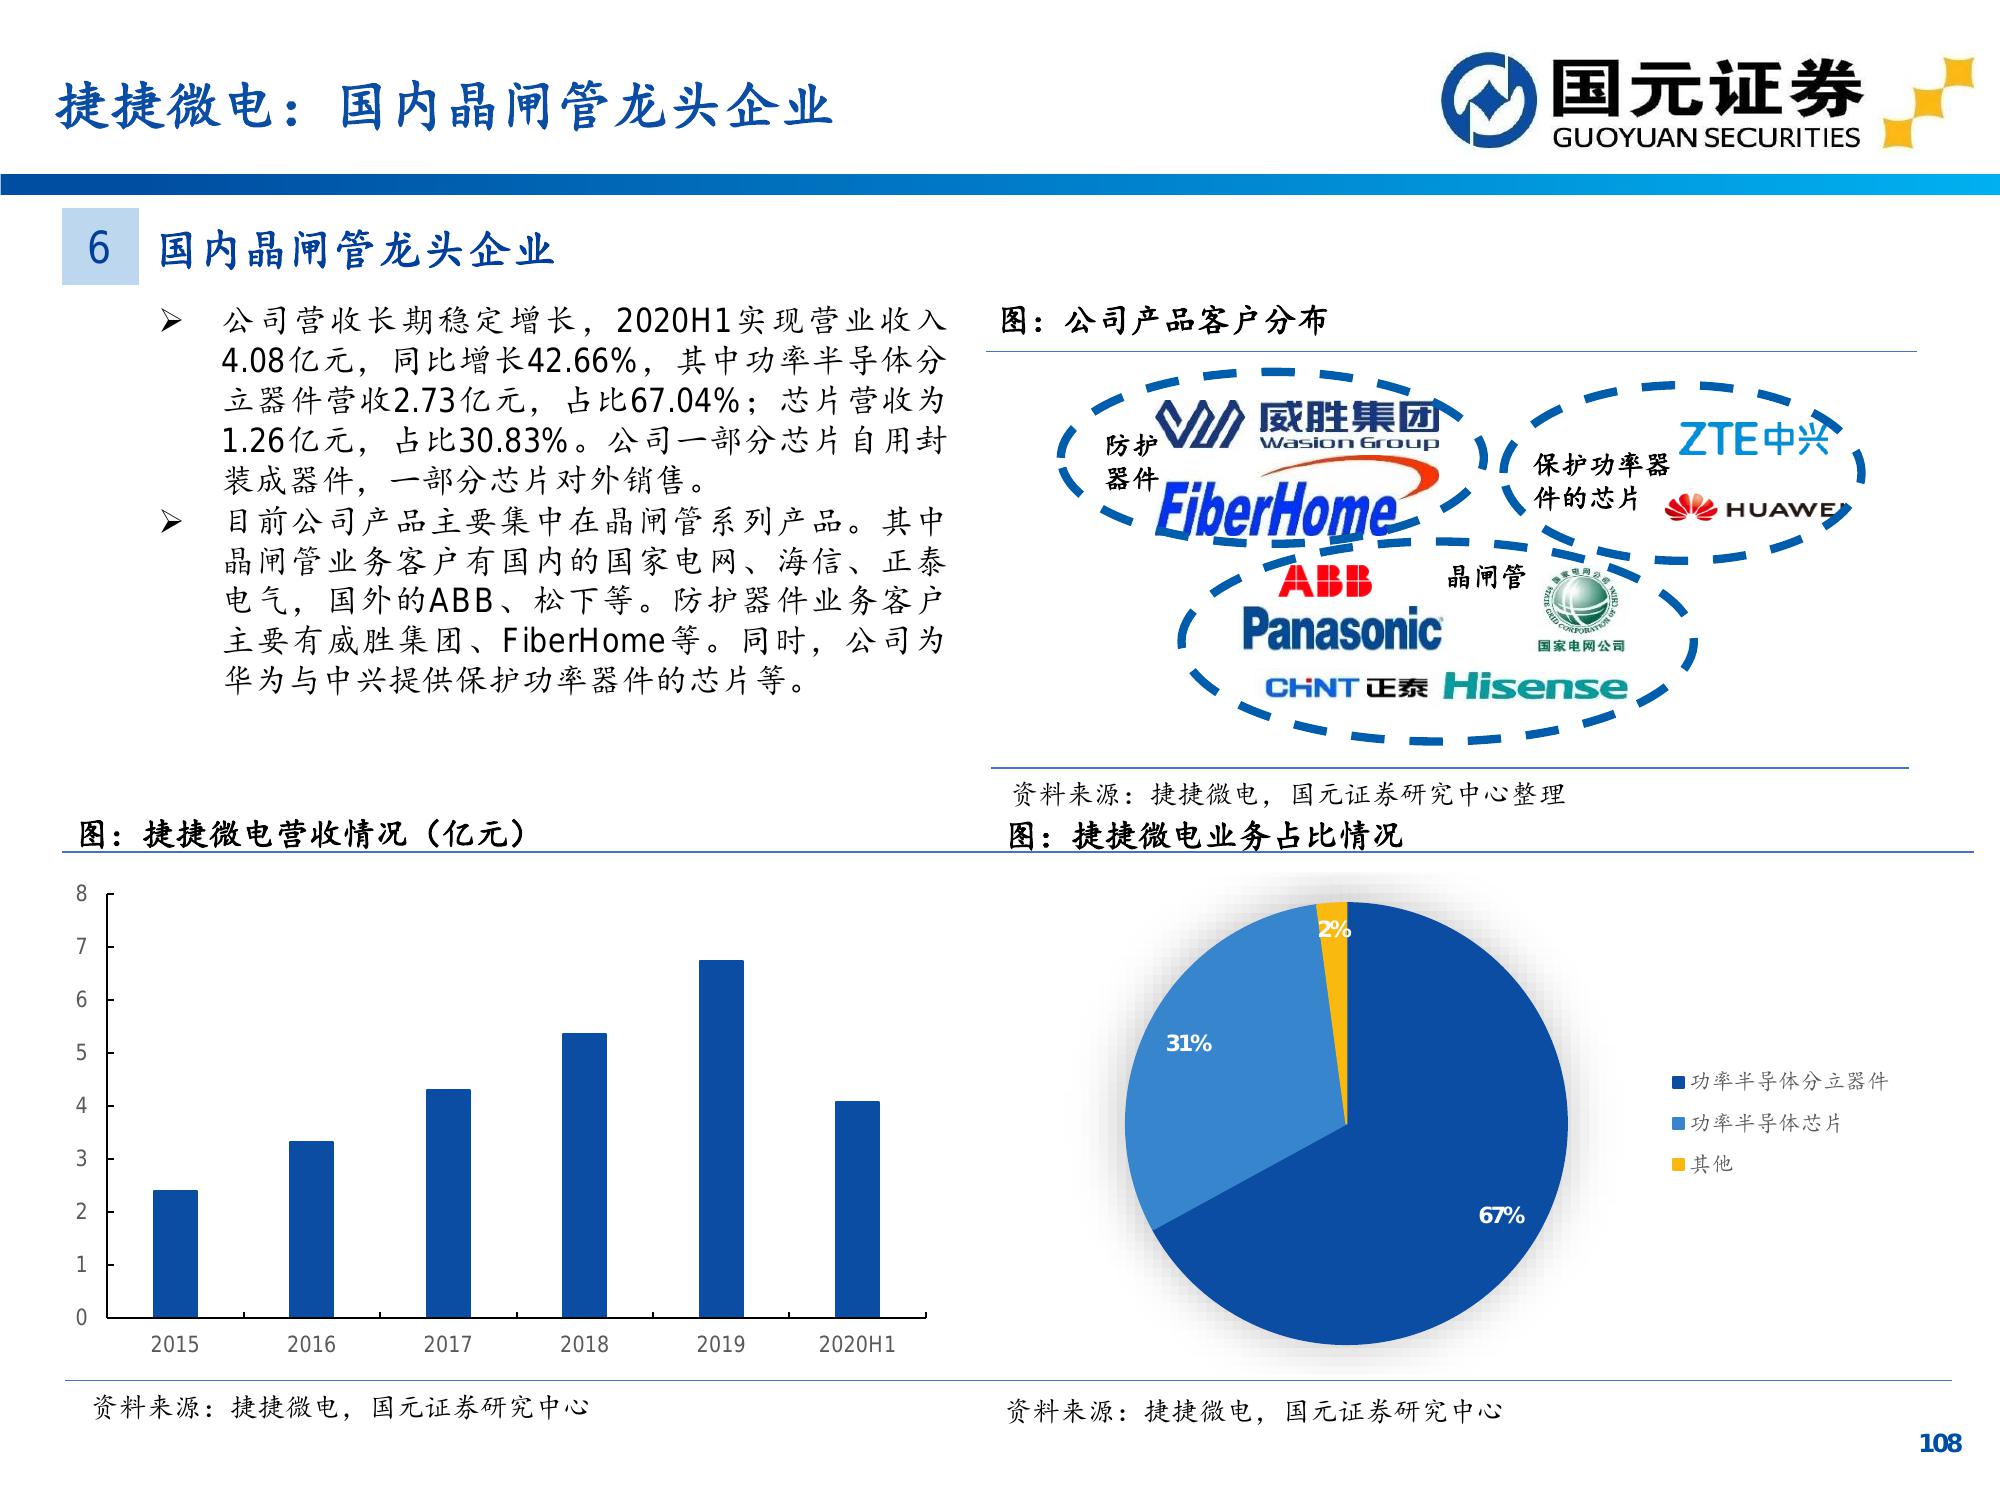 捷捷微电：国内晶闸管龙头企业
国元证券
GUOYUAN SECURITIES
6
国内晶闸管龙头企业
➢ 公司营收长期稳定增长，2020H1实现营业收入
4.08亿元，同比增长42.66%，其中功率半导体分
立器件营收2.73亿元，占比67.04%；芯片营收为
1.26亿元，占比30.83%。公司一部分芯片自用封
装成器件，一部分芯片对外销售。
➢ 目前公司产品主要集中在晶闸管系列产品。其中
晶闸管业务客户有国内的国家电网、海信、正泰
电气，国外的ABB、松下等。防护器件业务客户
主要有威胜集团、FiberHome等。同时，公司为
华为与中兴提供保护功率器件的芯片等。
图：公司产品客户分布
防护
器件
威胜集团
Wasion Group
FiberHome
保护功率器
件的芯片
ZTE中兴
HUAWEI
晶闸管
ABB
Panasonic
国家电网公司
STATE GRID CORPORATION OF CHINA
国家电网公司
CHINT 正泰
Hisense
资料来源：捷捷微电，国元证券研究中心整理
图：捷捷微电营收情况（亿元）
8
7
6
5
4
3
2
1
0
2015
2016
2017
2018
2019
2020H1
资料来源：捷捷微电，国元证券研究中心
图：捷捷微电业务占比情况
2%
31%
67%
功率半导体分立器件
功率半导体芯片
其他
资料来源：捷捷微电，国元证券研究中心
108